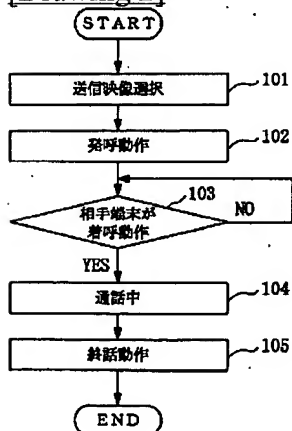 START
送信映像選択
101
発呼動作
102
103
相手端末が
着呼動作
NO
YES
通話中
104
終話動作
105
END